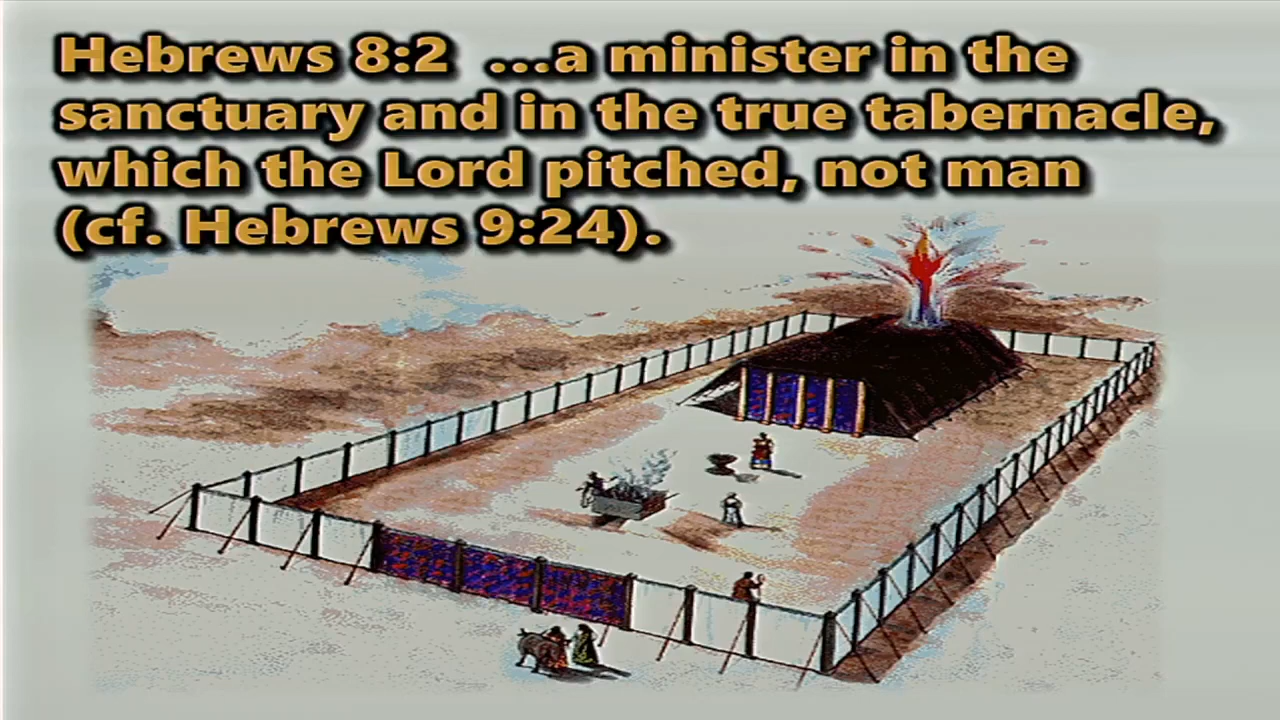 Hebrews 8:2 ...a minister in the
sanctuary and in the true tabernacle,
which the Lord pitched, not man
(cf. Hebrews 9:24).